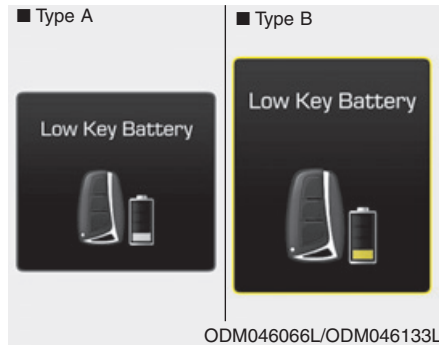 ■ Type A
■ Type B
Low Key Battery
Low Key Battery
ODM046066L/ODM046133L